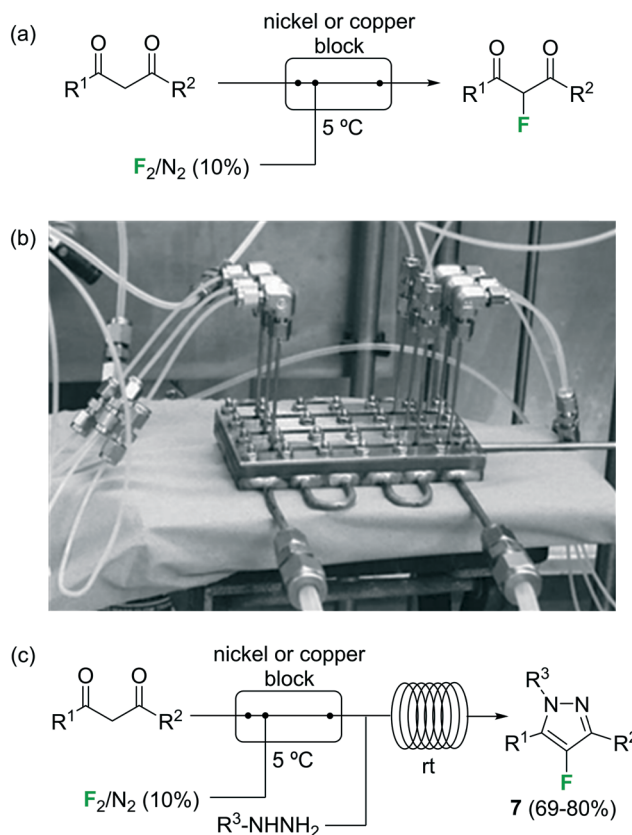 (a)
O O
R¹ R²
nickel or copper
block
5 ºC
F₂/N₂ (10%)
O O
R¹ R²
F
(b)
(c)
O O
R¹ R²
nickel or copper
block
5 ºC
F₂/N₂ (10%)
R³-NHNH₂
rt
R³
N N
R¹ R²
F
7 (69-80%)